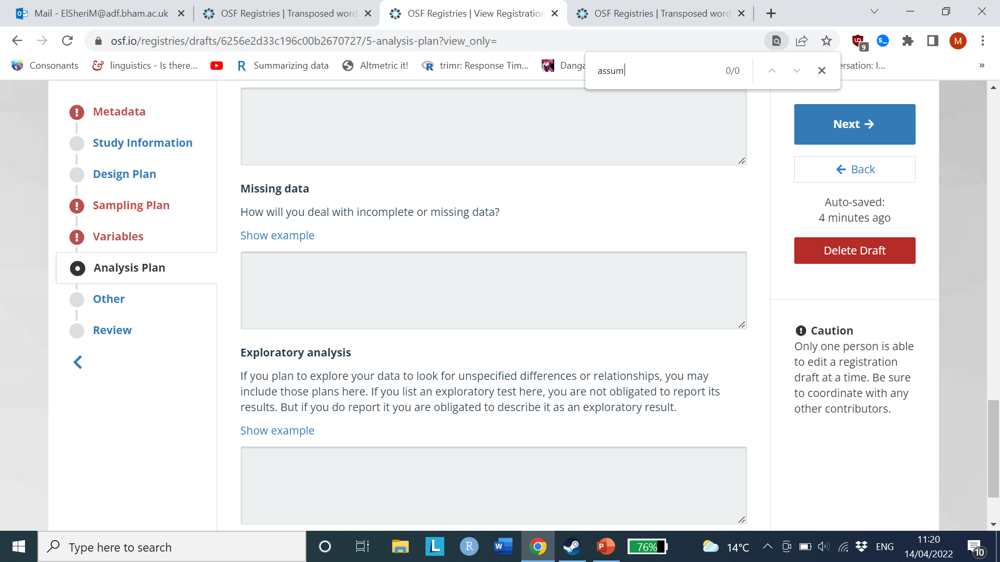 Mail - ElSheriM@adf.bham.ac.uk
OSF Registries | Transposed word
OSF Registries | View Registration
OSF Registries | Transposed word
osf.io/registries/drafts/6256e2d33c196c00b2670727/5-analysis-plan?view_only=
9
S_
M
Consonants
linguistics - Is there...
R Summarizing data
Altmetric it!
R trimr: Response Tim...
Danga
ersation: I...
»
assum
0/0
Metadata
Study Information
Design Plan
Sampling Plan
Variables
Analysis Plan
Other
Review
Missing data
How will you deal with incomplete or missing data?
Show example
Exploratory analysis
If you plan to explore your data to look for unspecified differences or relationships, you may
include those plans here. If you list an exploratory test here, you are not obligated to report its
results. But if you do report it you are obligated to describe it as an exploratory result.
Show example
Next →
← Back
Auto-saved:
4 minutes ago
Delete Draft
Caution
Only one person is able
to edit a registration
draft at a time. Be sure
to coordinate with any
other contributors.
Type here to search
L
R
W
P
76%
14°C
ENG
11:20
14/04/2022
10